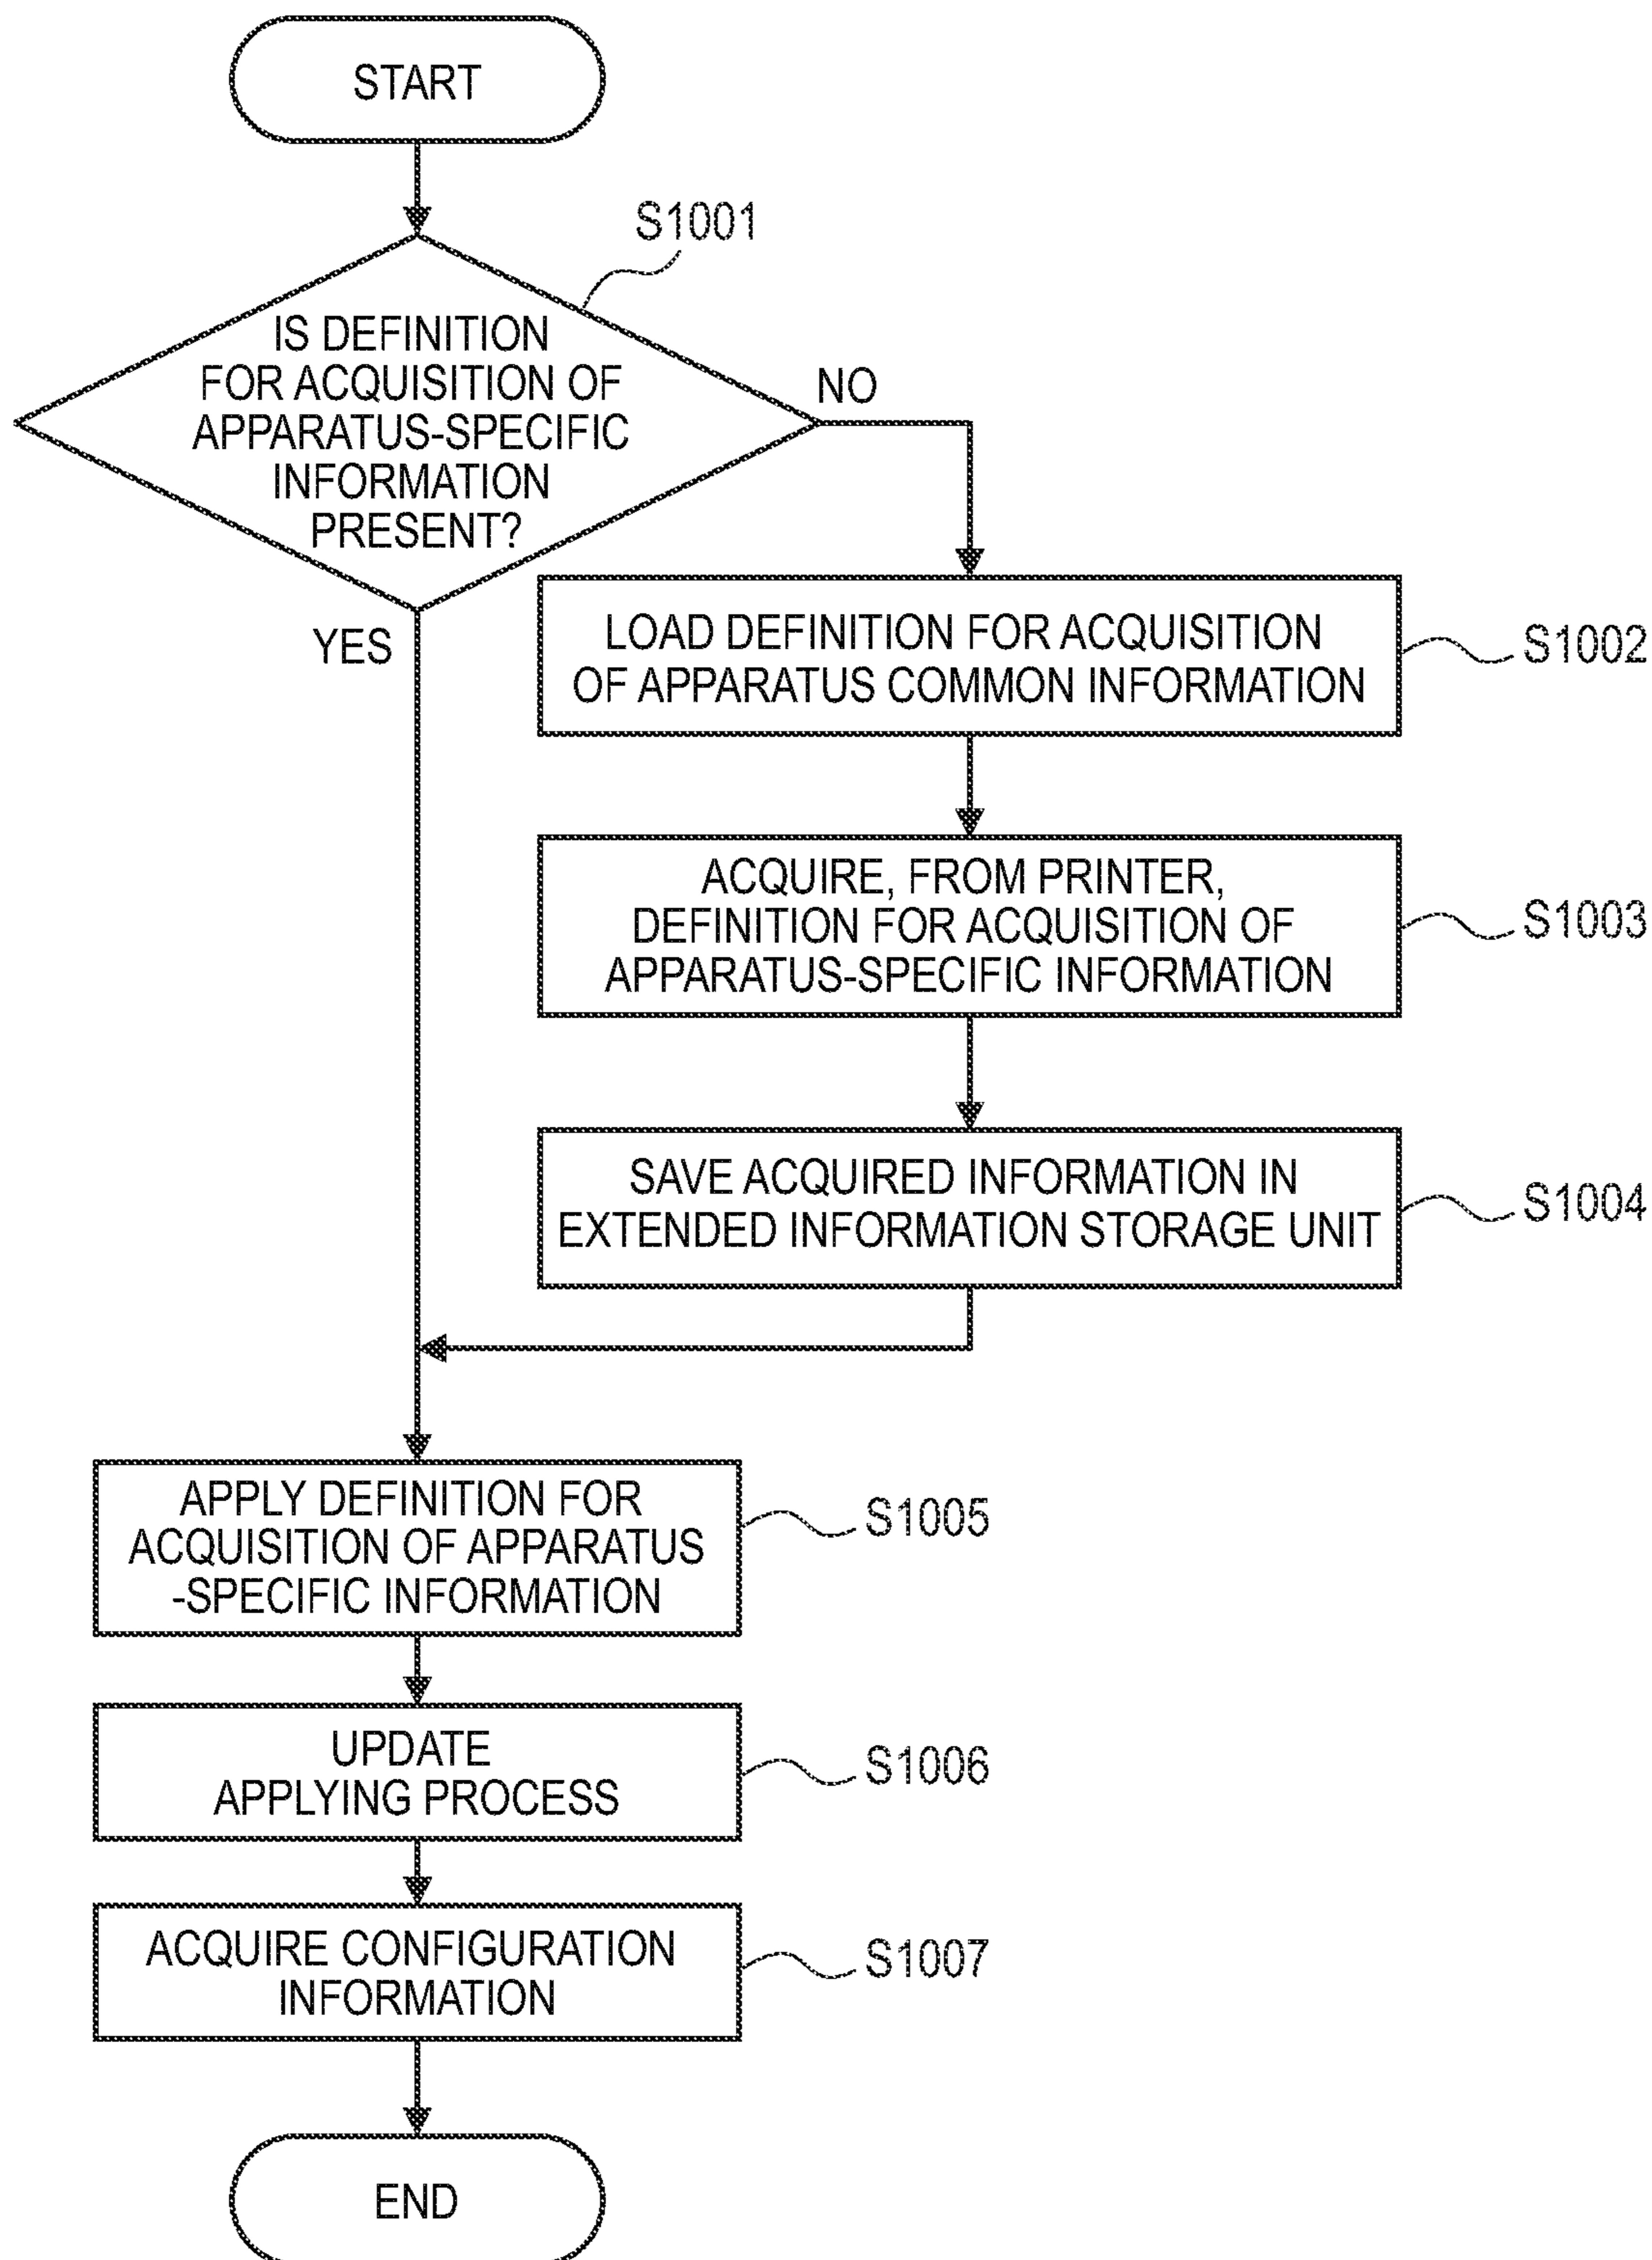 START
S1001
IS DEFINITION
FOR ACQUISITION OF
APPARATUS-SPECIFIC
INFORMATION
PRESENT?
NO
YES
LOAD DEFINITION FOR ACQUISITION
OF APPARATUS COMMON INFORMATION
S1002
ACQUIRE, FROM PRINTER,
DEFINITION FOR ACQUISITION OF
APPARATUS-SPECIFIC INFORMATION
S1003
SAVE ACQUIRED INFORMATION IN
EXTENDED INFORMATION STORAGE UNIT
S1004
APPLY DEFINITION FOR
ACQUISITION OF APPARATUS
-SPECIFIC INFORMATION
S1005
UPDATE
APPLYING PROCESS
S1006
ACQUIRE CONFIGURATION
INFORMATION
S1007
END